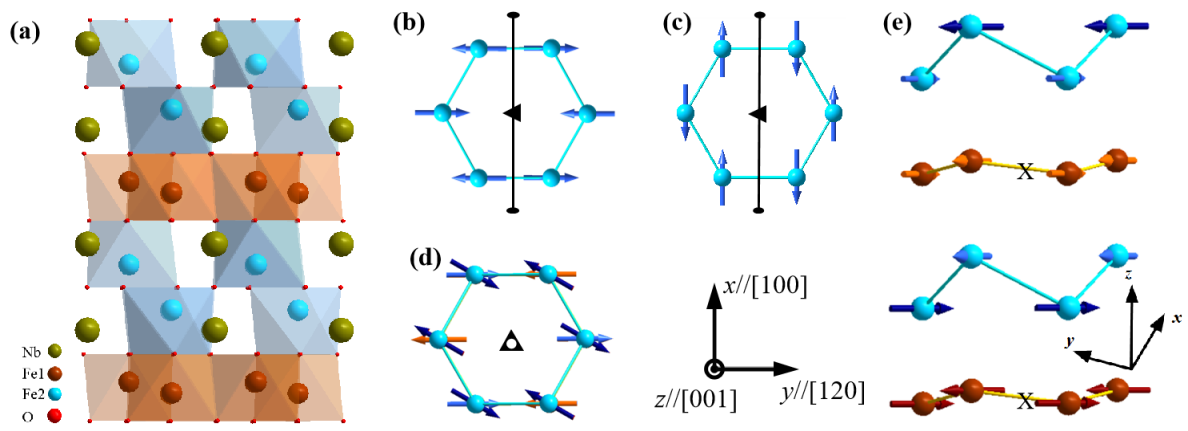 (a)
Nb
Fe1
Fe2
O
(b)
(c)
(d)
x//[100]
z//[001]
y//[120]
(e)
X
z
x
y
X